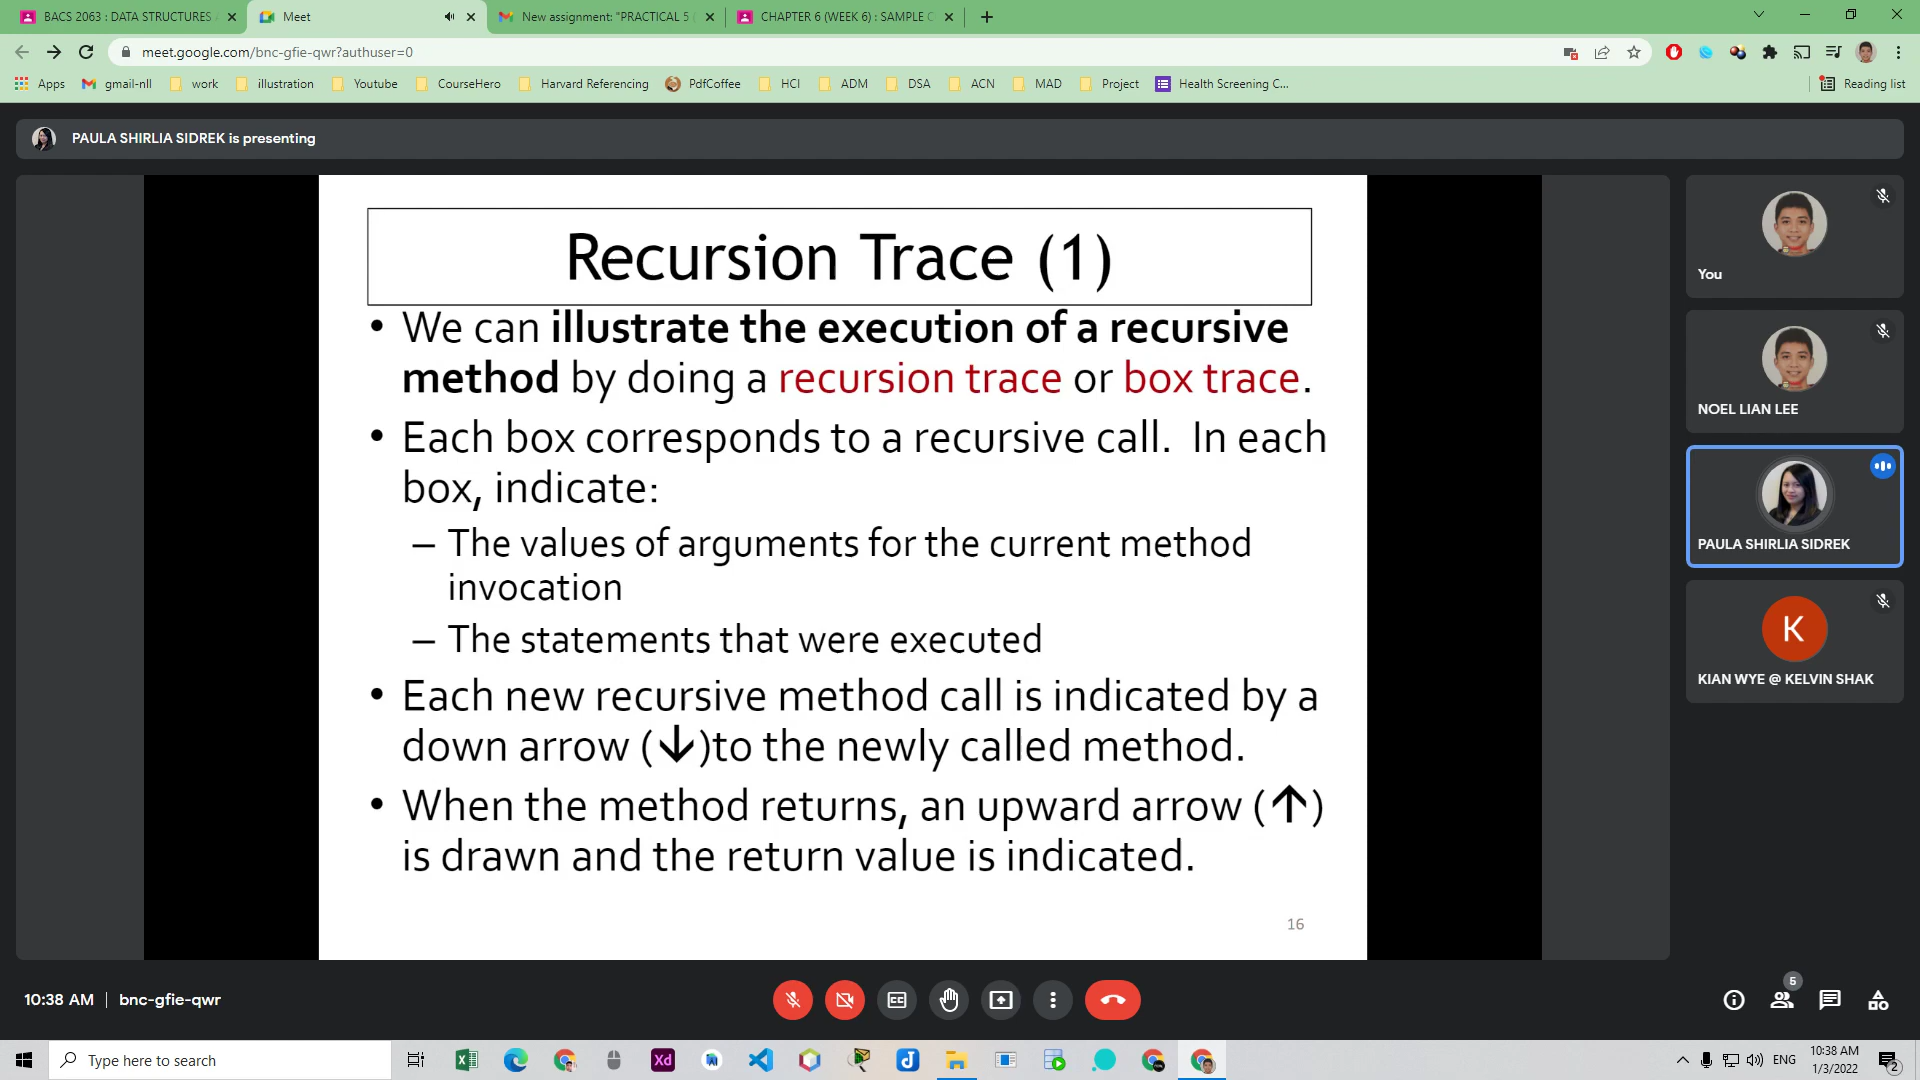 BACS 2063 : DATA STRUCTURES
Meet
New assignment: "PRACTICAL 5
CHAPTER 6 (WEEK 6) : SAMPLE C
meet.google.com/bnc-gfie-qwr?authuser=0
Apps
gmail-nll
work
illustration
Youtube
CourseHero
Harvard Referencing
PdfCoffee
HCI
ADM
DSA
ACN
MAD
Project
Health Screening C...
Reading list
PAULA SHIRLIA SIDREK is presenting
Recursion Trace (1)
• We can illustrate the execution of a recursive
method by doing a recursion trace or box trace.
• Each box corresponds to a recursive call. In each
box, indicate:
– The values of arguments for the current method
invocation
– The statements that were executed
• Each new recursive method call is indicated by a
down arrow (↓)to the newly called method.
• When the method returns, an upward arrow (↑)
is drawn and the return value is indicated.
16
You
NOEL LIAN LEE
PAULA SHIRLIA SIDREK
K
KIAN WYE @ KELVIN SHAK
10:38 AM | bnc-gfie-qwr
5
Type here to search
Xd
ENG
10:38 AM
1/3/2022
2